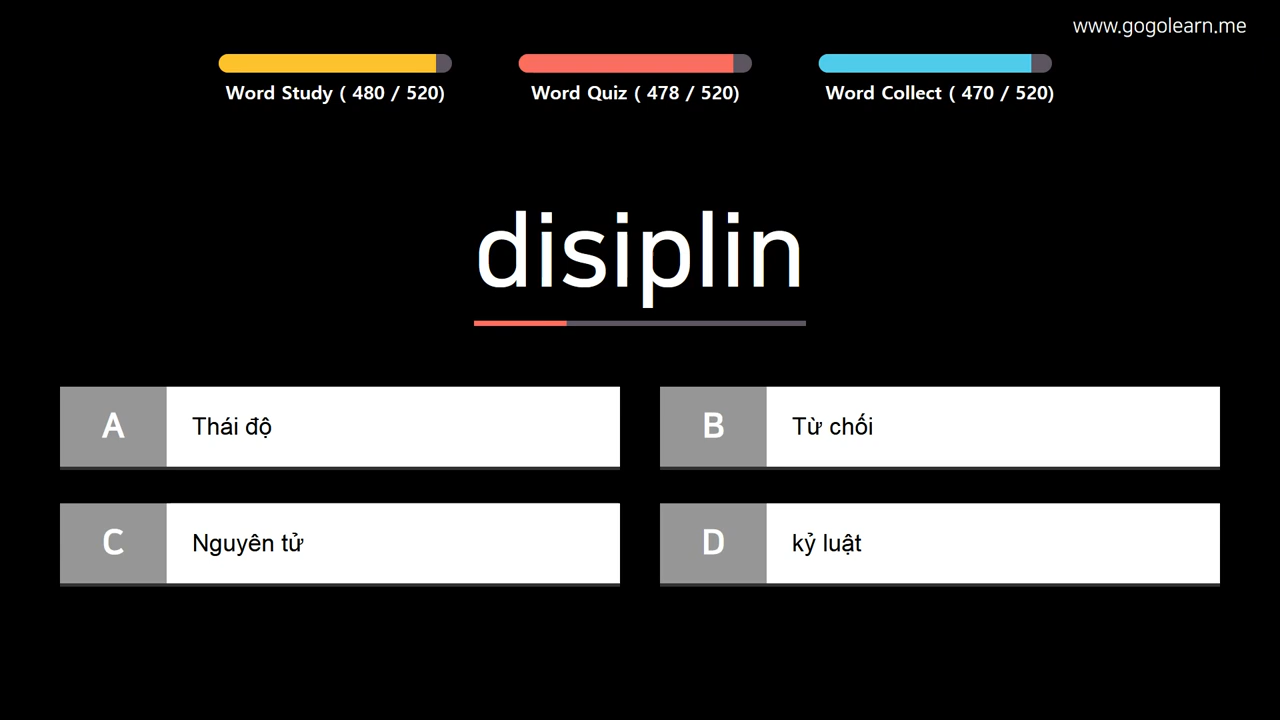 www.gogolearn.me
Word Study ( 480 / 520)
Word Quiz ( 478 / 520)
Word Collect ( 470 / 520)
disiplin
A
Thái độ
B
Từ chối
C
Nguyên tử
D
kỷ luật